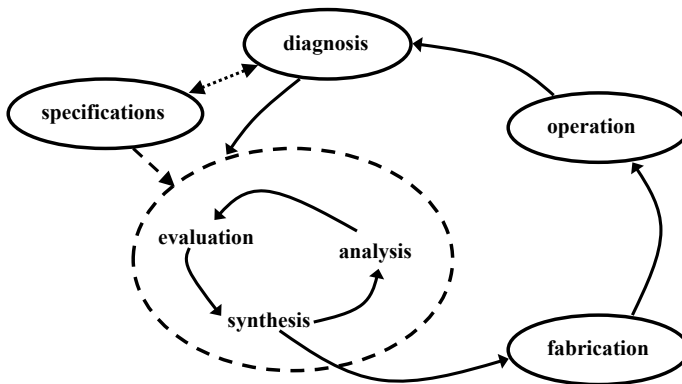 diagnosis
specifications
operation
evaluation
analysis
synthesis
fabrication